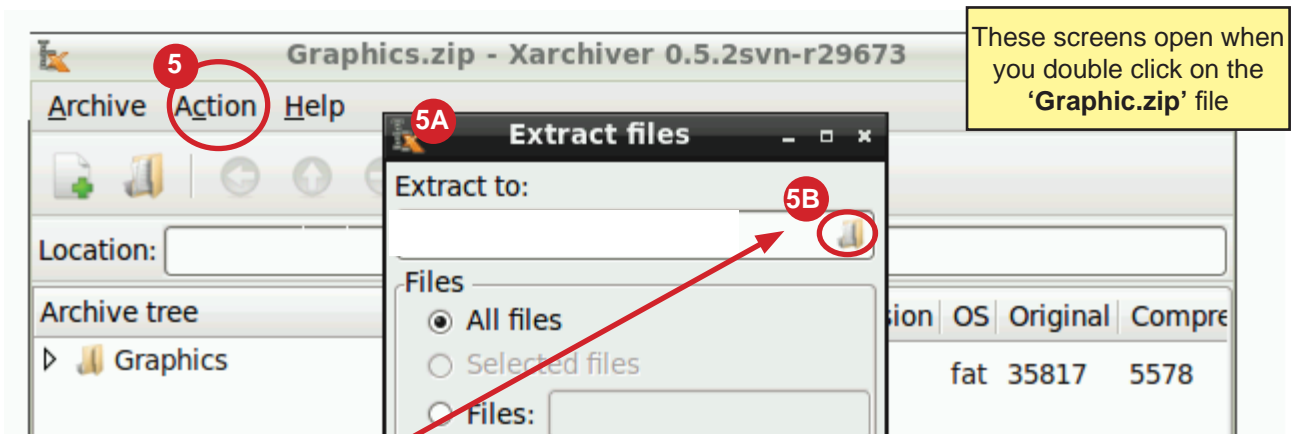 These screens open when
you double click on the
‘Graphic.zip’ file
Graphics.zip - Xarchiver 0.5.2svn-r29673
5
Archive Action Help
5A
Extract files
Extract to:
5B
Location:
Files
Archive tree
All files
sion OS Original Compre
Graphics
Selected files
fat 35817 5578
Files: